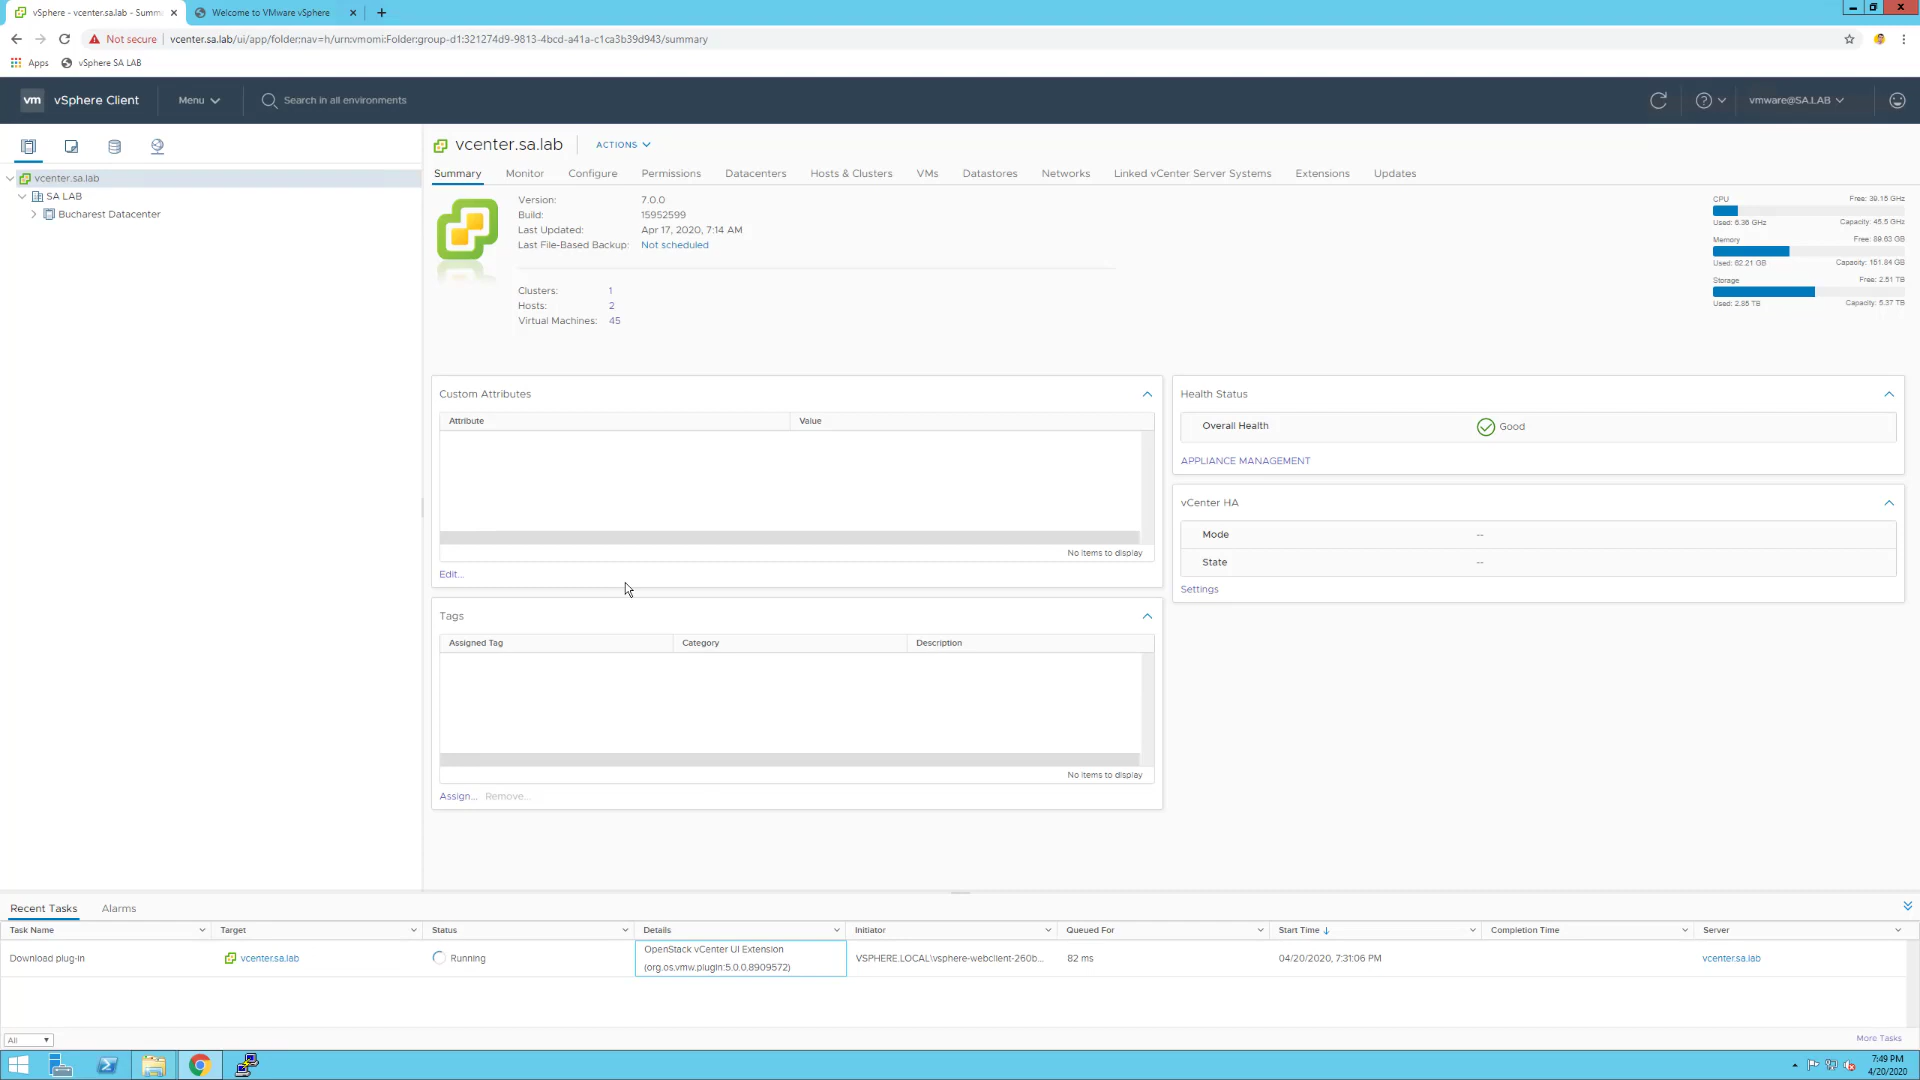 vSphere - vcenter.sa.lab - Summ
Welcome to VMware vSphere
Not secure
vcenter.sa.lab/ui/app/folder;nav=h/urn:vmomi:Folder:group-d1:321274d9-9813-4bcd-a41a-c1ca3b39d943/summary
Apps
vSphere SA LAB
vm
vSphere Client
Menu
Search in all environments
vmware@SA.LAB
vcenter.sa.lab
SA LAB
Bucharest Datacenter
vcenter.sa.lab
ACTIONS
Summary
Monitor
Configure
Permissions
Datacenters
Hosts & Clusters
VMs
Datastores
Networks
Linked vCenter Server Systems
Extensions
Updates
Version: 7.0.0
Build: 15952599
Last Updated: Apr 17, 2020, 7:14 AM
Last File-Based Backup: Not scheduled
Clusters: 1
Hosts: 2
Virtual Machines: 45
CPU Free: 39.15 GHz
Used: 6.36 GHz Capacity: 45.5 GHz
Memory Free: 89.63 GB
Used: 62.21 GB Capacity: 151.84 GB
Storage Free: 2.51 TB
Used: 2.85 TB Capacity: 5.37 TB
Custom Attributes
Attribute Value
No items to display
Edit...
Tags
Assigned Tag Category Description
No items to display
Assign... Remove...
Health Status
Overall Health Good
APPLIANCE MANAGEMENT
vCenter HA
Mode --
State --
Settings
Recent Tasks
Alarms
Task Name Target Status Details Initiator Queued For Start Time Completion Time Server
Download plug-in vcenter.sa.lab Running OpenStack vCenter UI Extension
(org.os.vmw.plugin:5.0.0.8909572)
VSPHERE.LOCAL\vsphere-webclient-260b... 82 ms 04/20/2020, 7:31:06 PM vcenter.sa.lab
All
More Tasks
7:49 PM
4/20/2020